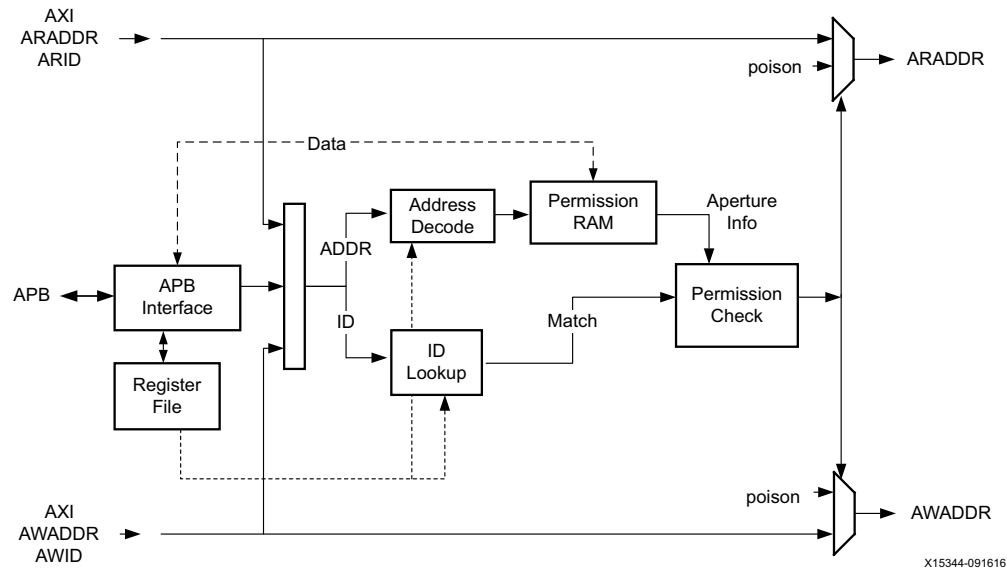 AXI
ARADDR
ARID
poison
ARADDR
Data
Address
Decode
Permission
RAM
Aperture
Info
ADDR
APB
APB
Interface
ID
Match
Permission
Check
ID
Lookup
Register
File
poison
AXI
AWADDR
AWID
AWADDR
X15344-091616